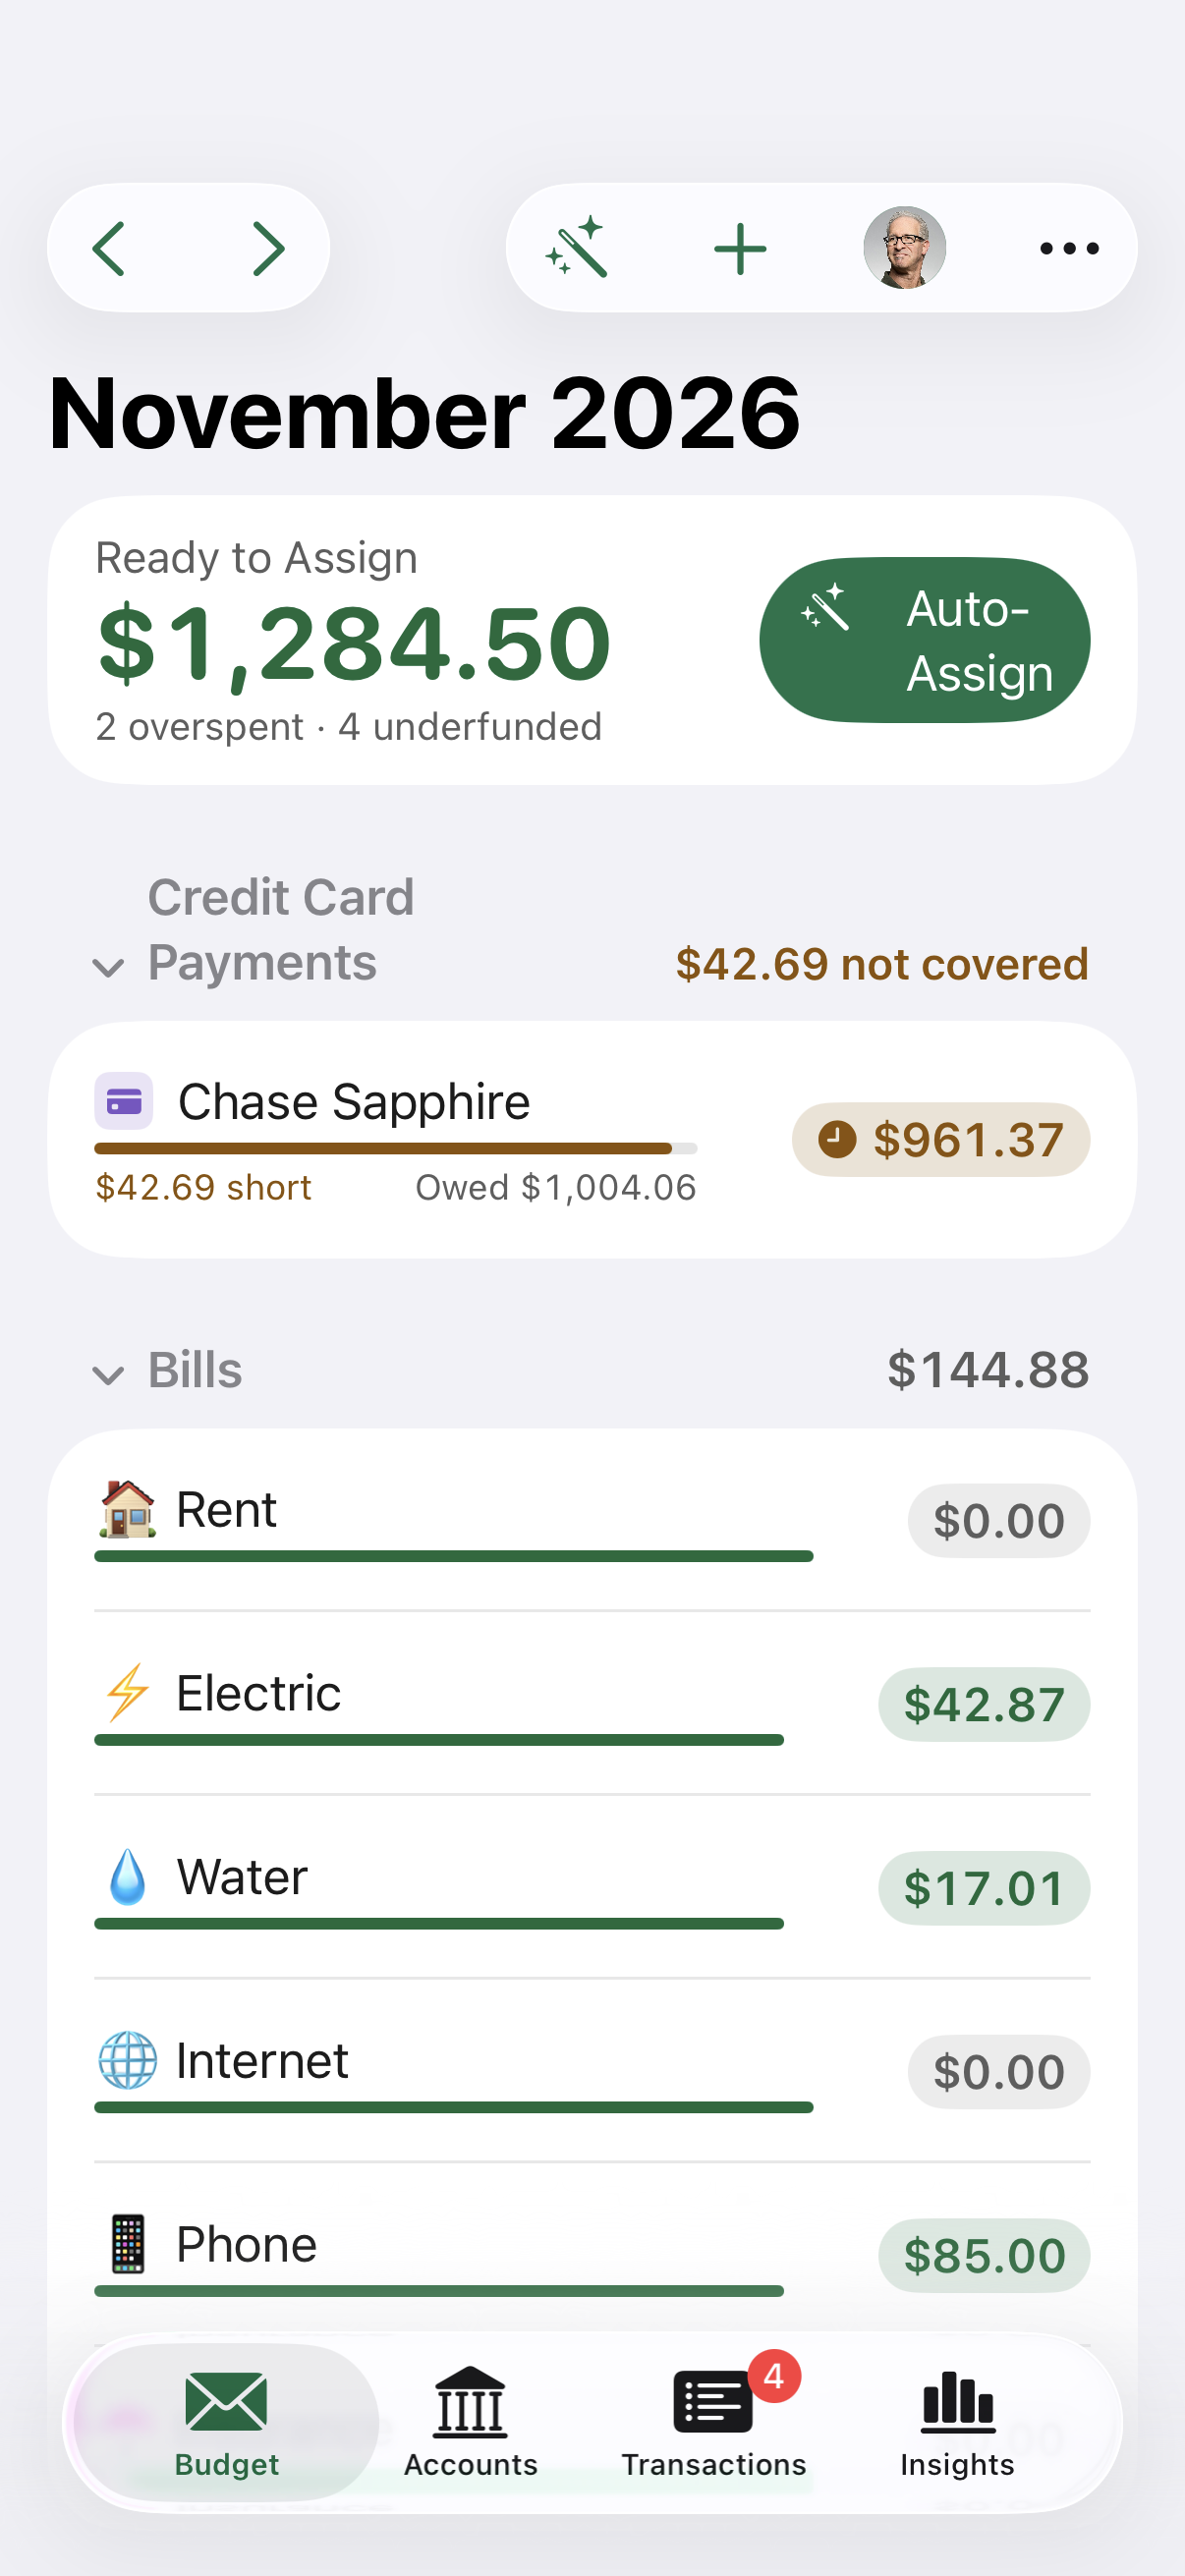 November 2026
Ready to Assign
$1,284.50
2 overspent · 4 underfunded
Auto-
Assign
Credit Card
Payments
$42.69 not covered
Chase Sapphire
$961.37
$42.69 short
Owed $1,004.06
Bills
$144.88
Rent
$0.00
Electric
$42.87
Water
$17.01
Internet
$0.00
Phone
$85.00
4
Budget
Accounts
Transactions
Insights